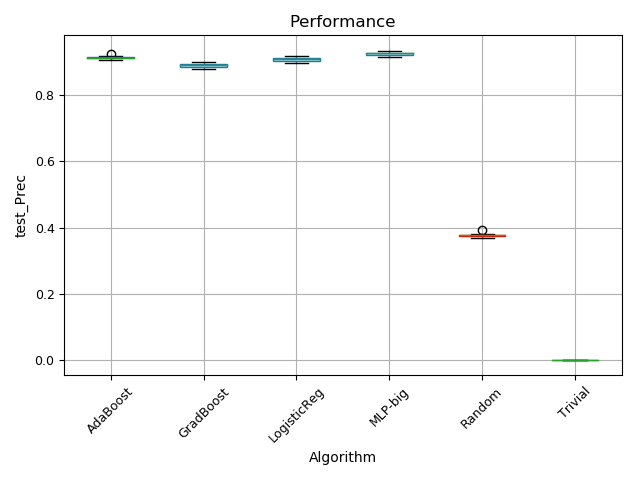 Performance
test_Prec
0.8
0.6
0.4
0.2
0.0
AdaBoost
GradBoost
LogisticReg
MLP-big
Random
Trivial
Algorithm